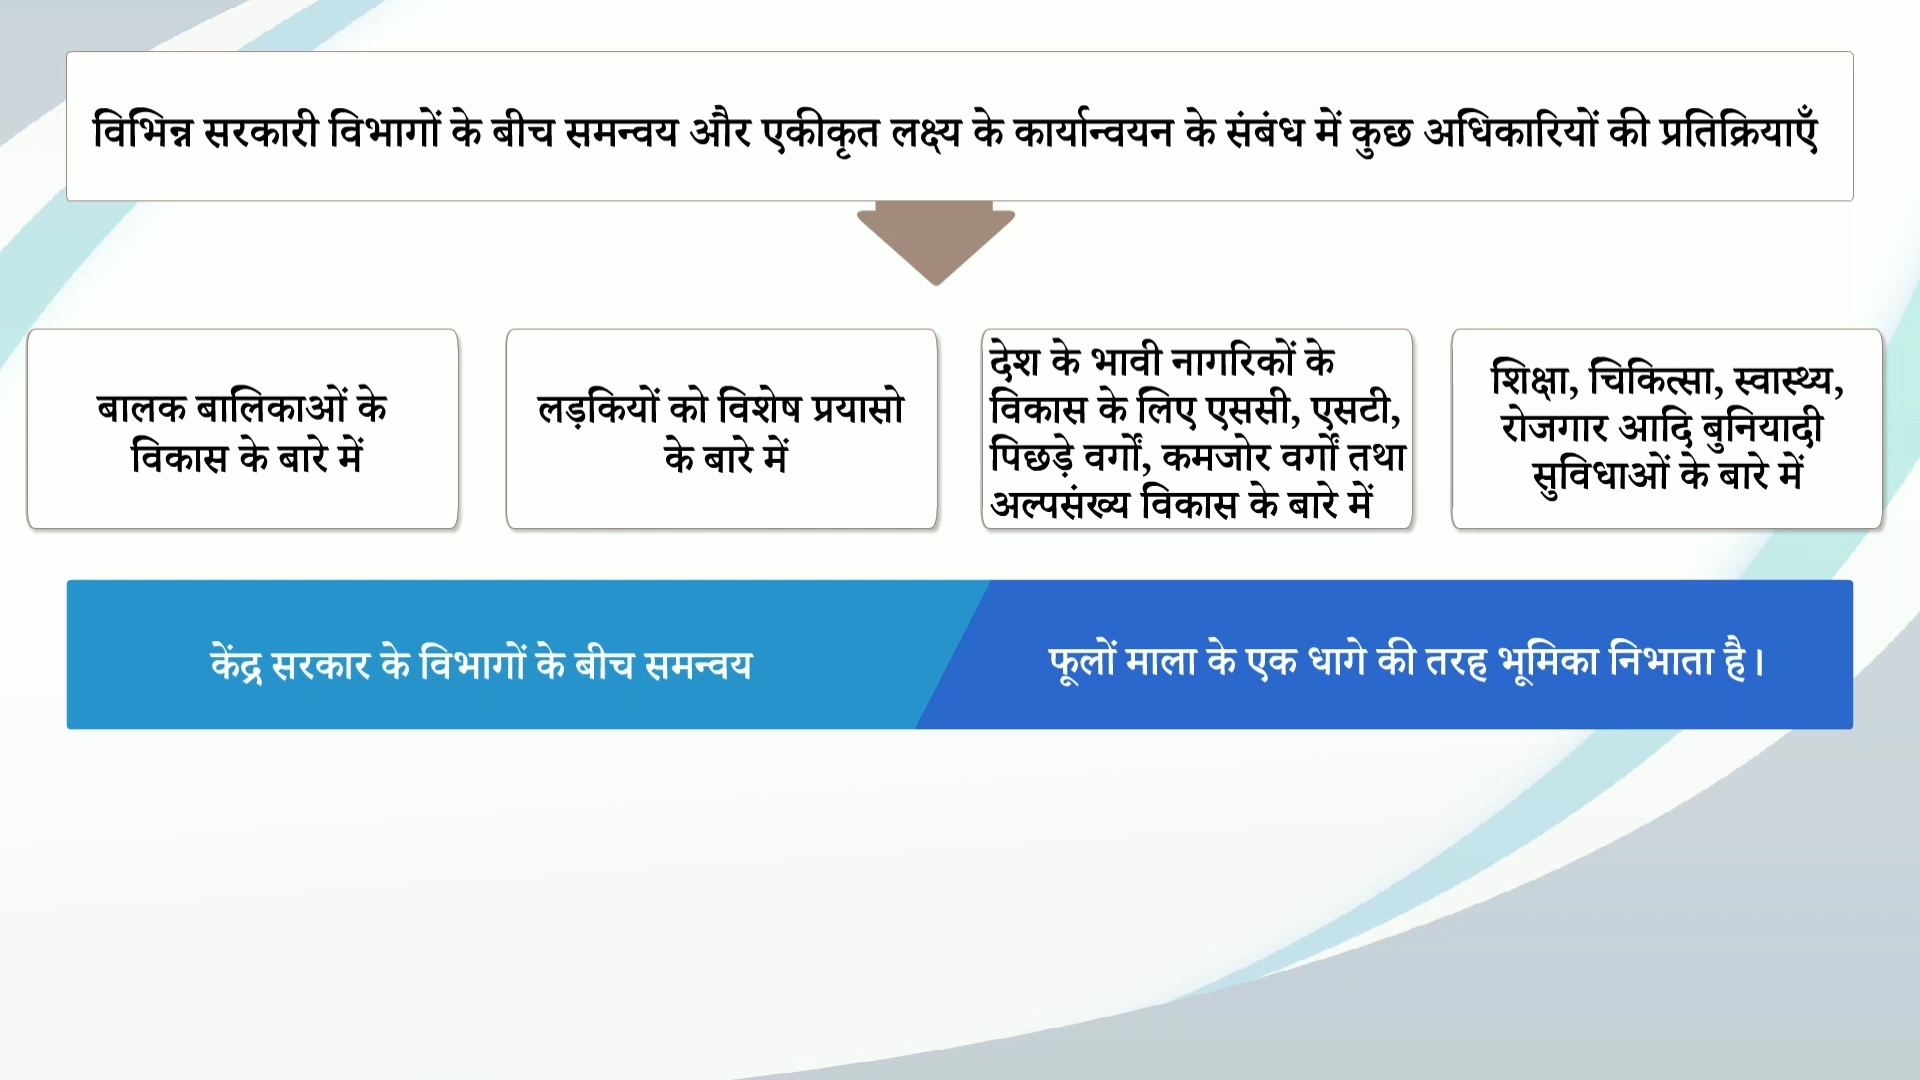 विभिन्न सरकारी विभागों के बीच समन्वय और एकीकृत लक्ष्य के कार्यान्वयन के संबंध में कुछ अधिकारियों की प्रतिक्रियाएँ
बालक बालिकाओं के
विकास के बारे में
लड़कियों को विशेष प्रयासो
के बारे में
देश के भावी नागरिकों के
विकास के लिए एससी, एसटी,
पिछड़े वर्गों, कमजोर वर्गों तथा
अल्पसंख्य विकास के बारे में
शिक्षा, चिकित्सा, स्वास्थ्य,
रोजगार आदि बुनियादी
सुविधाओं के बारे में
केंद्र सरकार के विभागों के बीच समन्वय
फूलों माला के एक धागे की तरह भूमिका निभाता है।